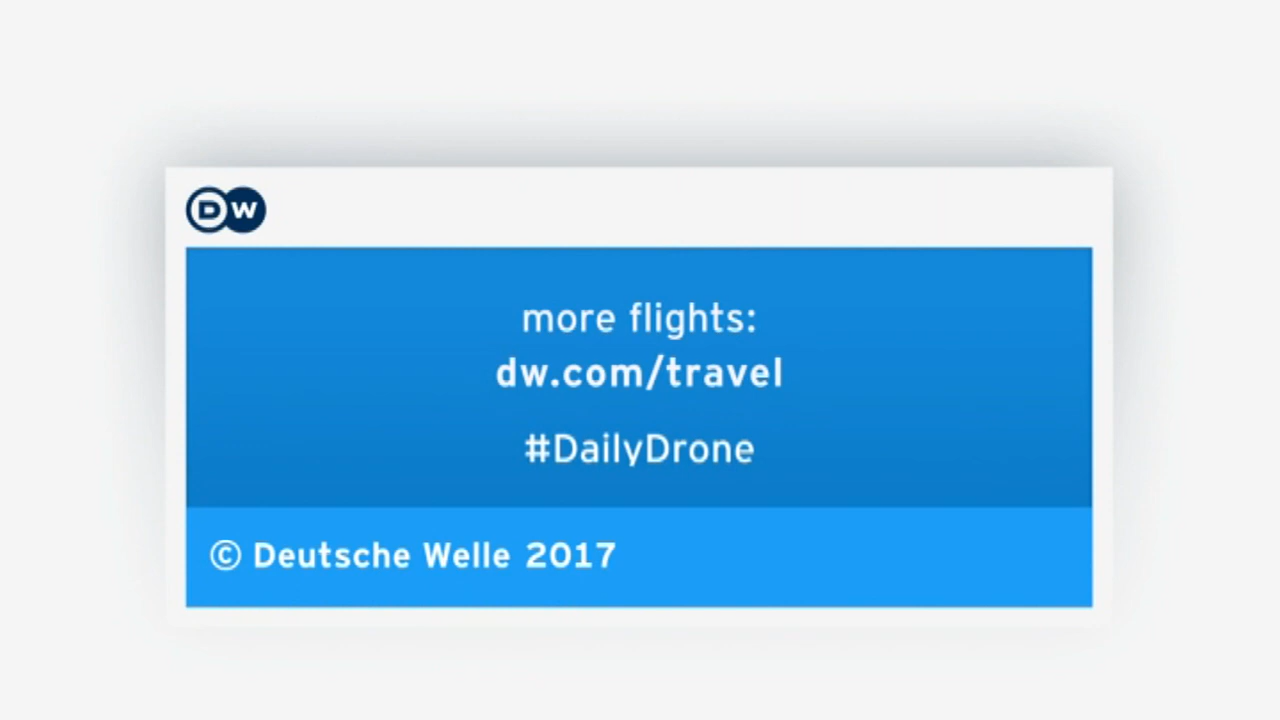 DW
more flights:
dw.com/travel
#DailyDrone
© Deutsche Welle 2017